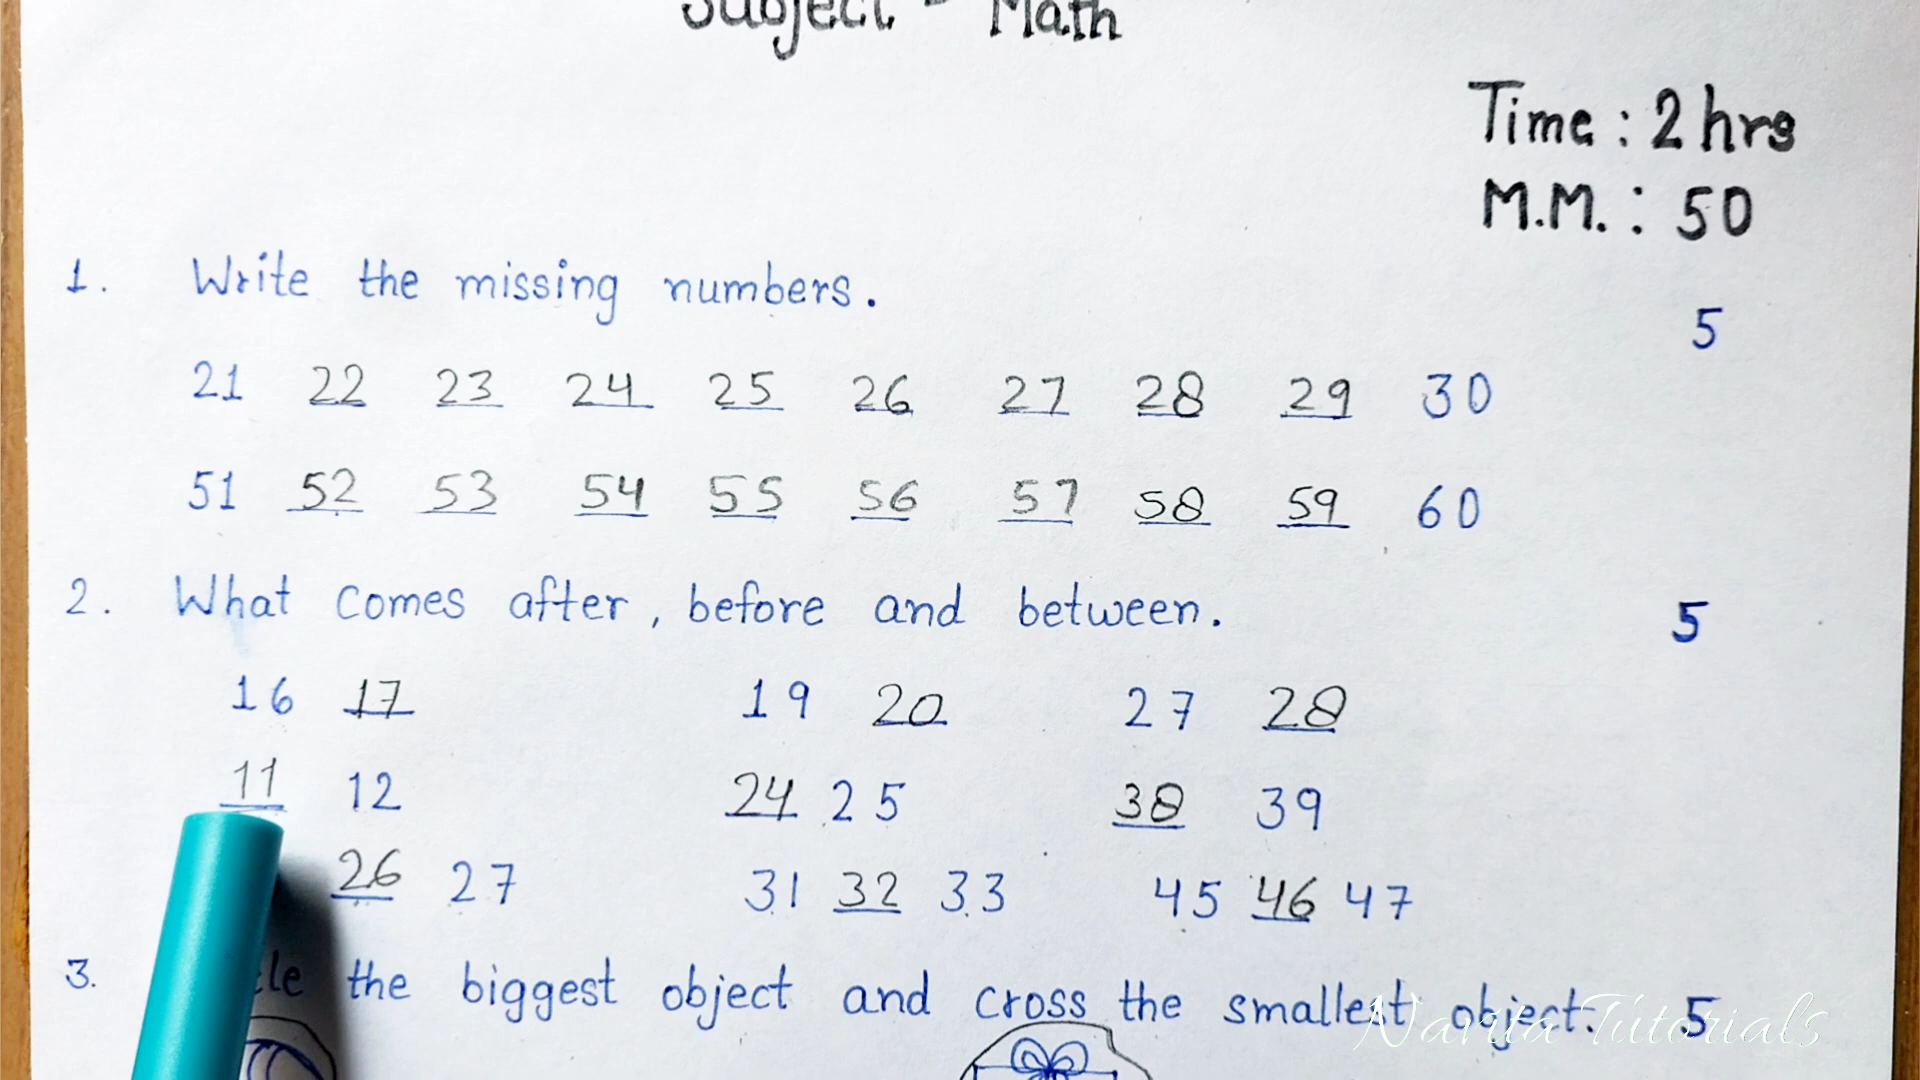 Subject - Math
Time : 2 hrs
M.M. : 50
1. Write the missing numbers. 5
21 22 23 24 25 26 27 28 29 30
51 52 53 54 55 56 57 58 59 60
2. What comes after, before and between. 5
16 17 19 20 27 28
11 12 24 25 38 39
26 27 31 32 33 45 46 47
3. the biggest object and cross the smallest object. 5
Navita Tutorials